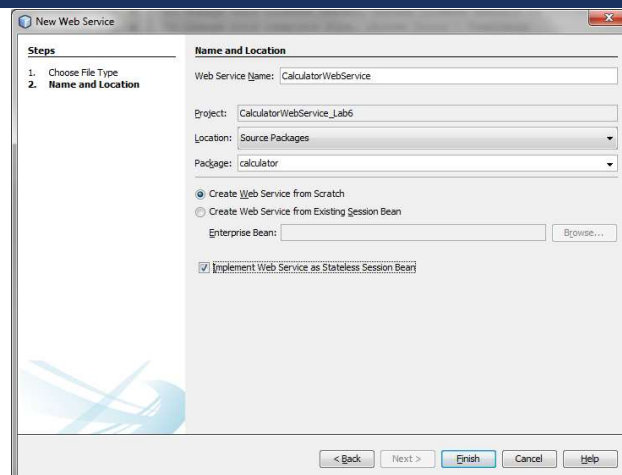 New Web Service
Steps
1. Choose File Type
2. Name and Location
Name and Location
Web Service Name: CalculatorWebService
Project: CalculatorWebService_Lab6
Location: Source Packages
Package: calculator
Create Web Service from Scratch
Create Web Service from Existing Session Bean
Enterprise Bean:
Browse...
Implement Web Service as Stateless Session Bean
< Back Next > Finish Cancel Help